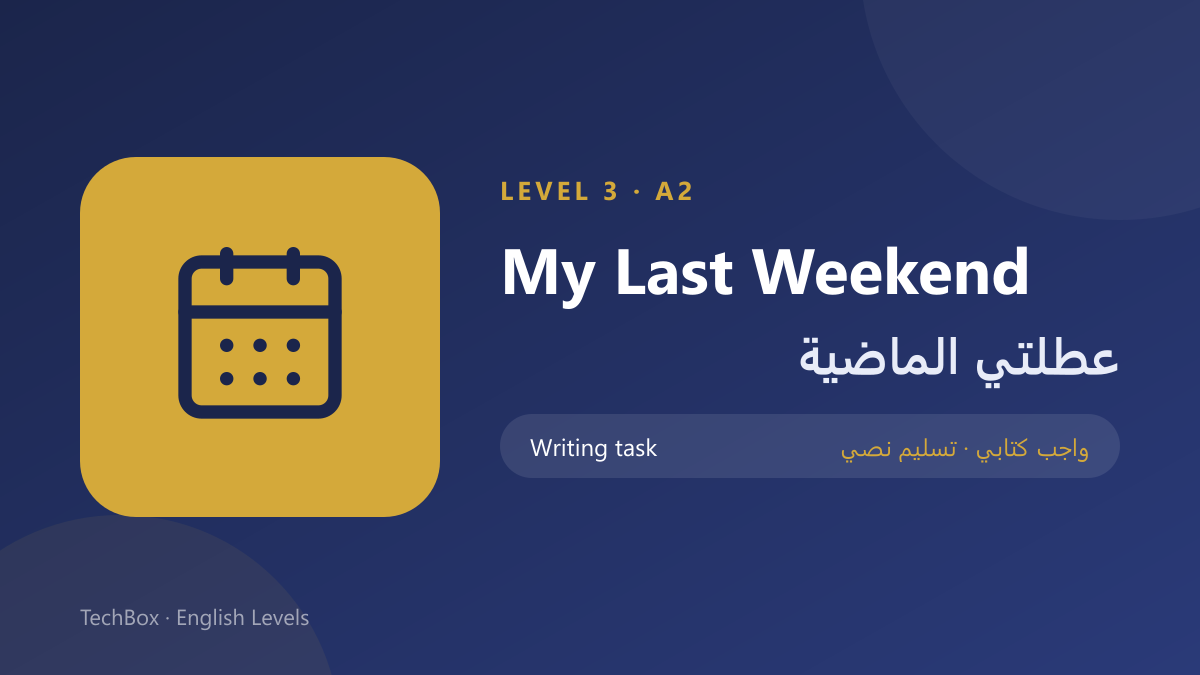 LEVEL 3 · A2
My Last Weekend
عطلتي الماضية
Writing task
واجب كتابي · تسليم نصي
TechBox · English Levels